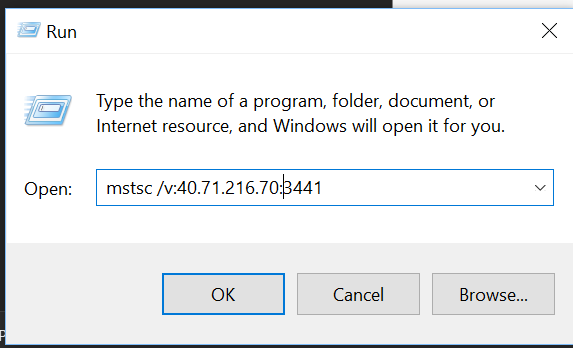 Run
Type the name of a program, folder, document, or
Internet resource, and Windows will open it for you.
Open: mstsc /v:40.71.216.70:3441
OK Cancel Browse...
P